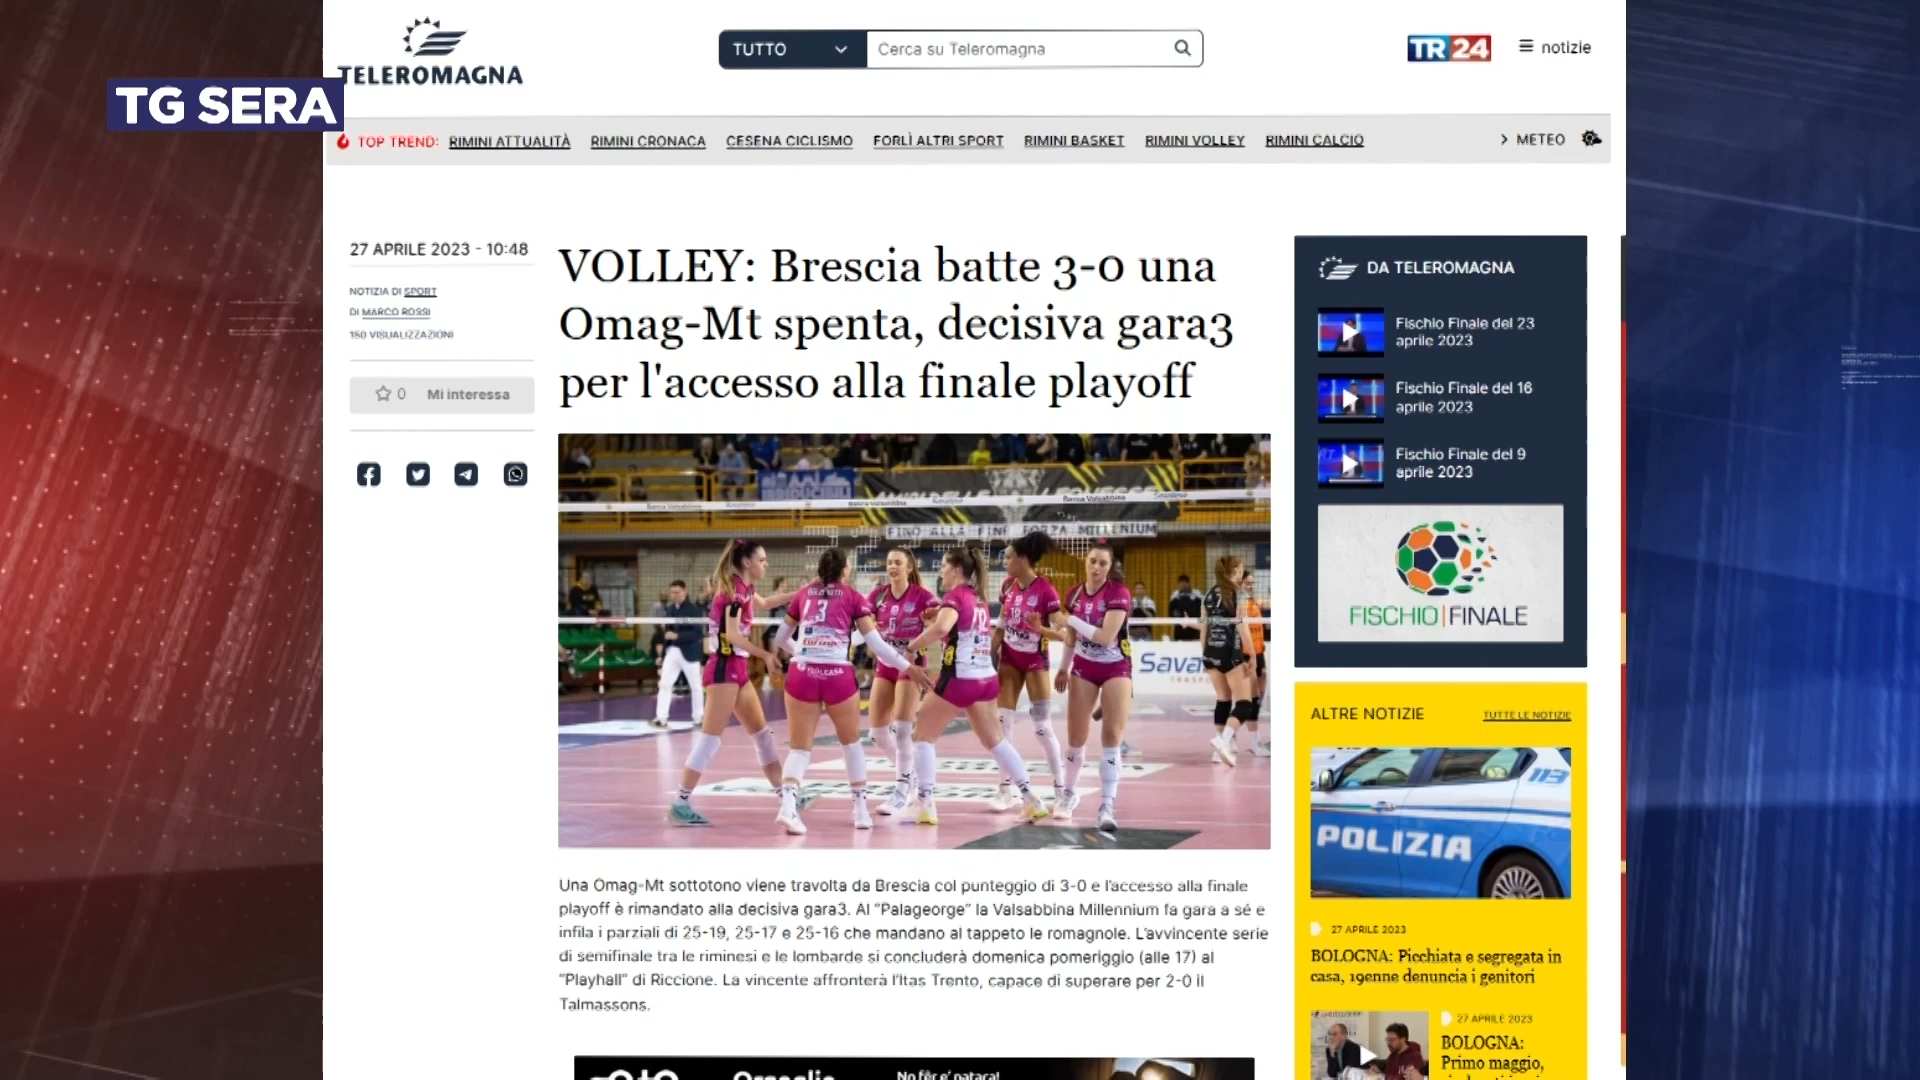 TELEROMAGNA
TUTTO
Cerca su Teleromagna
TR24
notizie
TG SERA
TOP TREND: RIMINI ATTUALITÀ RIMINI CRONACA CESENA CICLISMO FORLÌ ALTRI SPORT RIMINI BASKET RIMINI VOLLEY RIMINI CALCIO
METEO
27 APRILE 2023 - 10:48
NOTIZIA DI SPORT
DI MARCO ROSSI
150 VISUALIZZAZIONI
0 Mi interessa
VOLLEY: Brescia batte 3-0 una
Omag-Mt spenta, decisiva gara3
per l'accesso alla finale playoff
FINO ALLA FINE FORZA MILLENIUM
13
Una Omag-Mt sottotono viene travolta da Brescia col punteggio di 3-0 e l'accesso alla finale
playoff è rimandato alla decisiva gara3. Al "Palageorge" la Valsabbina Millennium fa gara a sé e
infila i parziali di 25-19, 25-17 e 25-16 che mandano al tappeto le romagnole. L'avvincente serie
di semifinale tra le riminesi e le lombarde si concluderà domenica pomeriggio (alle 17) al
"Playhall" di Riccione. La vincente affronterà l'Itas Trento, capace di superare per 2-0 il
Talmassons.
No fêr e' pataca!
DA TELEROMAGNA
Fischio Finale del 23
aprile 2023
Fischio Finale del 16
aprile 2023
Fischio Finale del 9
aprile 2023
FISCHIO|FINALE
ALTRE NOTIZIE
TUTTE LE NOTIZIE
113
POLIZIA
27 APRILE 2023
BOLOGNA: Picchiata e segregata in
casa, 19enne denuncia i genitori
27 APRILE 2023
BOLOGNA:
Primo maggio,